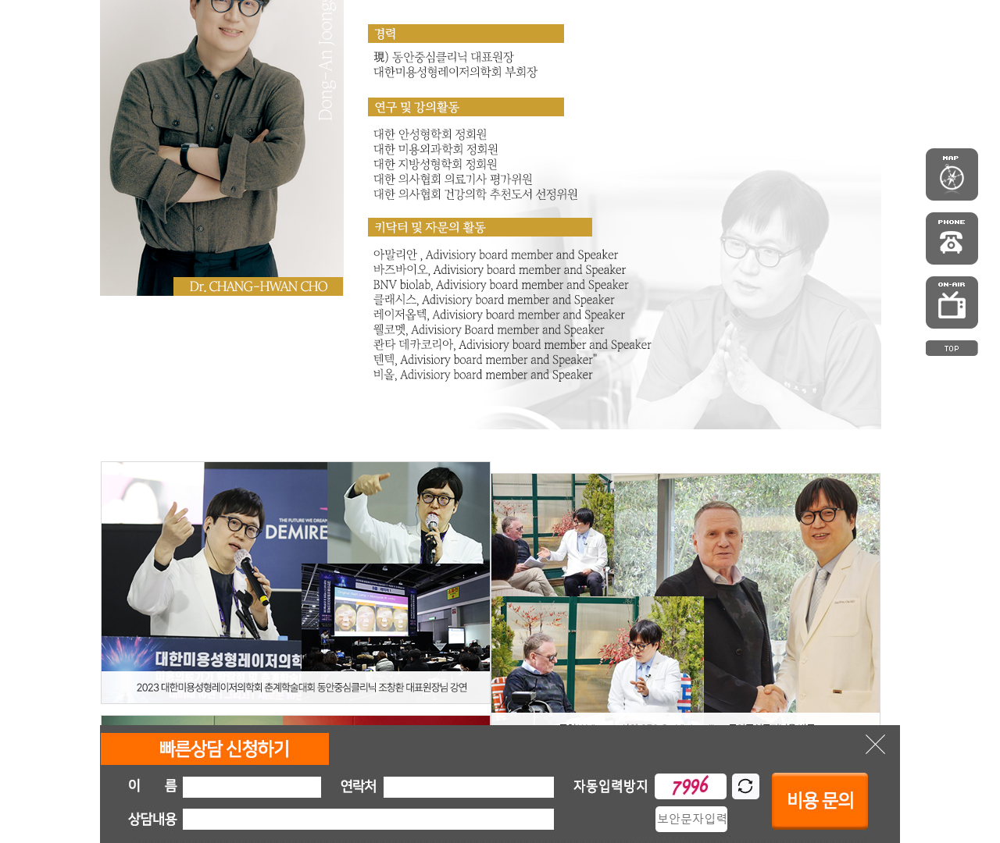 Dong-An Joong
경력
現) 동안중심클리닉 대표원장
대한미용성형레이저의학회 부회장
연구 및 강의활동
대한 안성형학회 정회원
대한 미용외과학회 정회원
대한 지방성형학회 정회원
대한 의사협회 의료기사 평가위원
대한 의사협회 건강의학 추천도서 선정위원
키닥터 및 자문의 활동
아말리안 , Adivisiory board member and Speaker
바즈바이오, Adivisiory board member and Speaker
BNV biolab, Adivisiory board member and Speaker
클래시스, Adivisiory board member and Speaker
레이저옵텍, Adivisiory board member and Speaker
웰코멧, Adivisiory Board member and Speaker
콴타 데카코리아, Adivisiory board member and Speaker
텐텍, Adivisiory board member and Speaker"
비올, Adivisiory board member and Speaker
Dr. CHANG-HWAN CHO
MAP
PHONE
ON-AIR
TOP
THE FUTURE WE DREAM
DEMIRE
대한미용성형레이저의학
2023 대한미용성형레이저의학회 춘계학술대회 동안중심클리닉 조창환 대표원장님 강연
빠른상담 신청하기
이 름
연락처
자동입력방지
7996
상담내용
보안문자입력
비용 문의